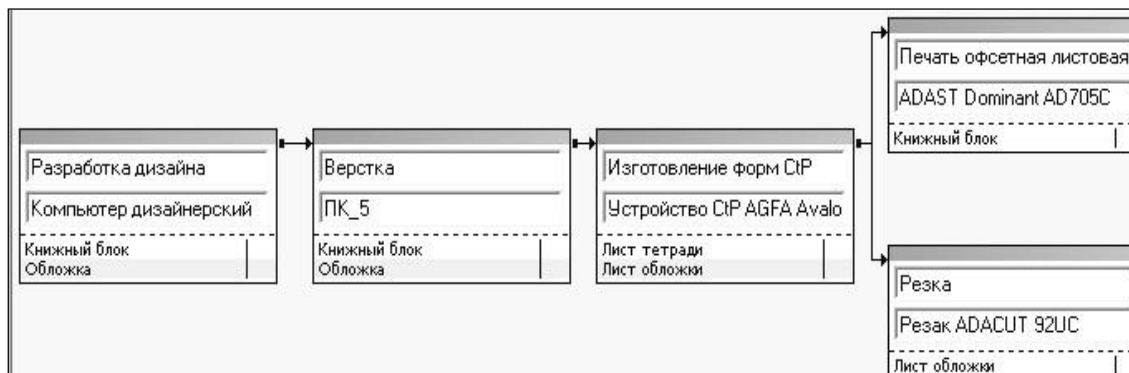 Разработка дизайна
Компьютер дизайнерский
Книжный блок
Обложка
Верстка
ПК_5
Книжный блок
Обложка
Изготовление форм CtP
Устройство CtP AGFA Avalo
Лист тетради
Лист обложки
Печать офсетная листовая
ADAST Dominant AD705C
Книжный блок
Резка
Резак ADACUT 92UC
Лист обложки